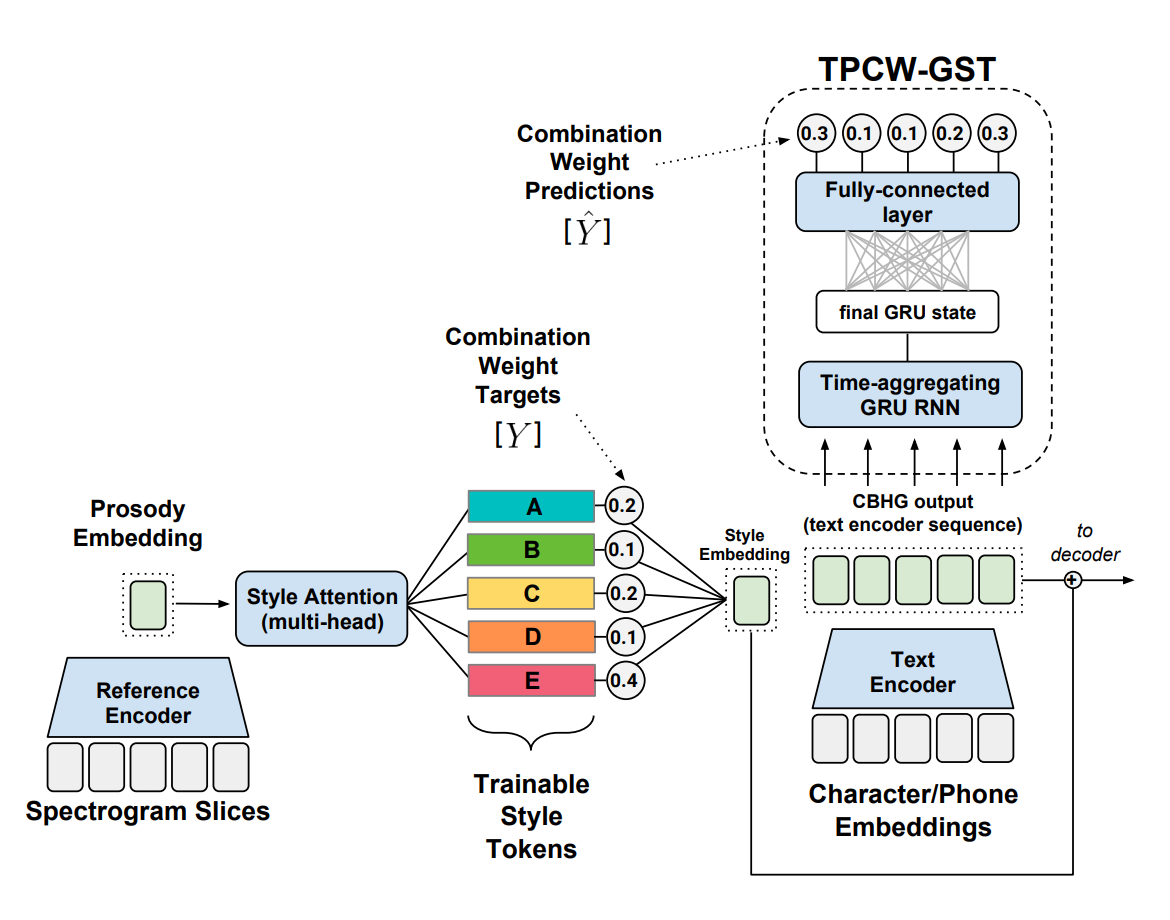 TPCW-GST
Combination
Weight
Predictions
[Ŷ]
0.3 0.1 0.1 0.2 0.3
Fully-connected
layer
final GRU state
Time-aggregating
GRU RNN
Combination
Weight
Targets
[Y]
CBHG output
(text encoder sequence)
Prosody
Embedding
Style Attention
(multi-head)
A 0.2
B 0.1
C 0.2
D 0.1
E 0.4
Style
Embedding
to
decoder
+
Reference
Encoder
Text
Encoder
Spectrogram Slices
Trainable
Style
Tokens
Character/Phone
Embeddings